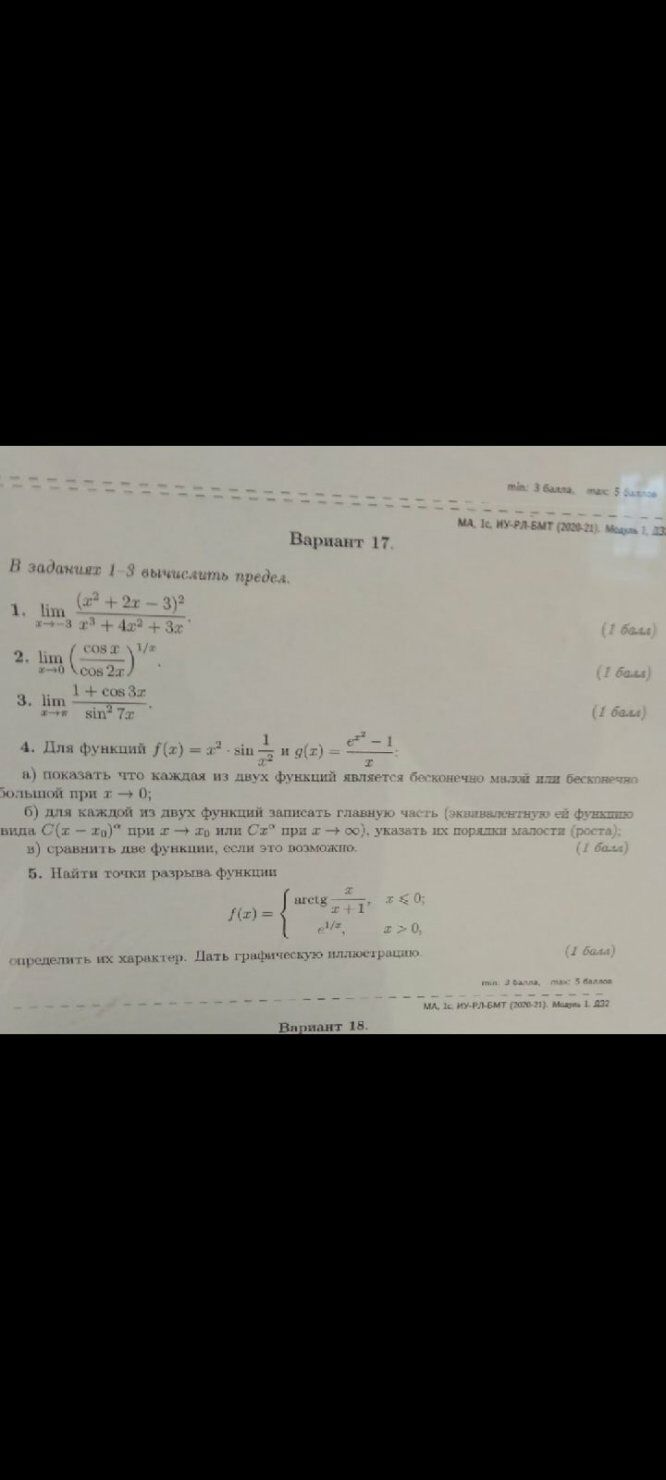 min: 3 балла, max: 5 баллов
МА, 1с, ИУ-РЛ-БМТ (2020-21). Модуль 1, ДЗ
Вариант 17.
В заданиях 1–3 вычислить предел.
1. lim x→−3 (x² + 2x − 3)² / (x³ + 4x² + 3x). (1 балл)
2. lim x→0 (cos x / cos 2x)^(1/x). (1 балл)
3. lim x→π (1 + cos 3x) / (sin² 7x). (1 балл)
4. Для функций f(x) = x² · sin 1/x² и g(x) = (e^(x²) − 1)/x:
а) показать что каждая из двух функций является бесконечно малой или бесконечно
большой при x → 0;
б) для каждой из двух функций записать главную часть (эквивалентную ей функцию
вида C(x − x₀)^α при x → x₀ или Cx^α при x → ∞), указать их порядки малости (роста);
в) сравнить две функции, если это возможно. (1 балл)
5. Найти точки разрыва функции
f(x) = { arctg x/(x + 1), x ⩽ 0;
e^(1/x), x > 0,
определить их характер. Дать графическую иллюстрацию. (1 балл)
min: 3 балла, max: 5 баллов
МА, 1с, ИУ-РЛ-БМТ (2020-21). Модуль 1, ДЗ2
Вариант 18.